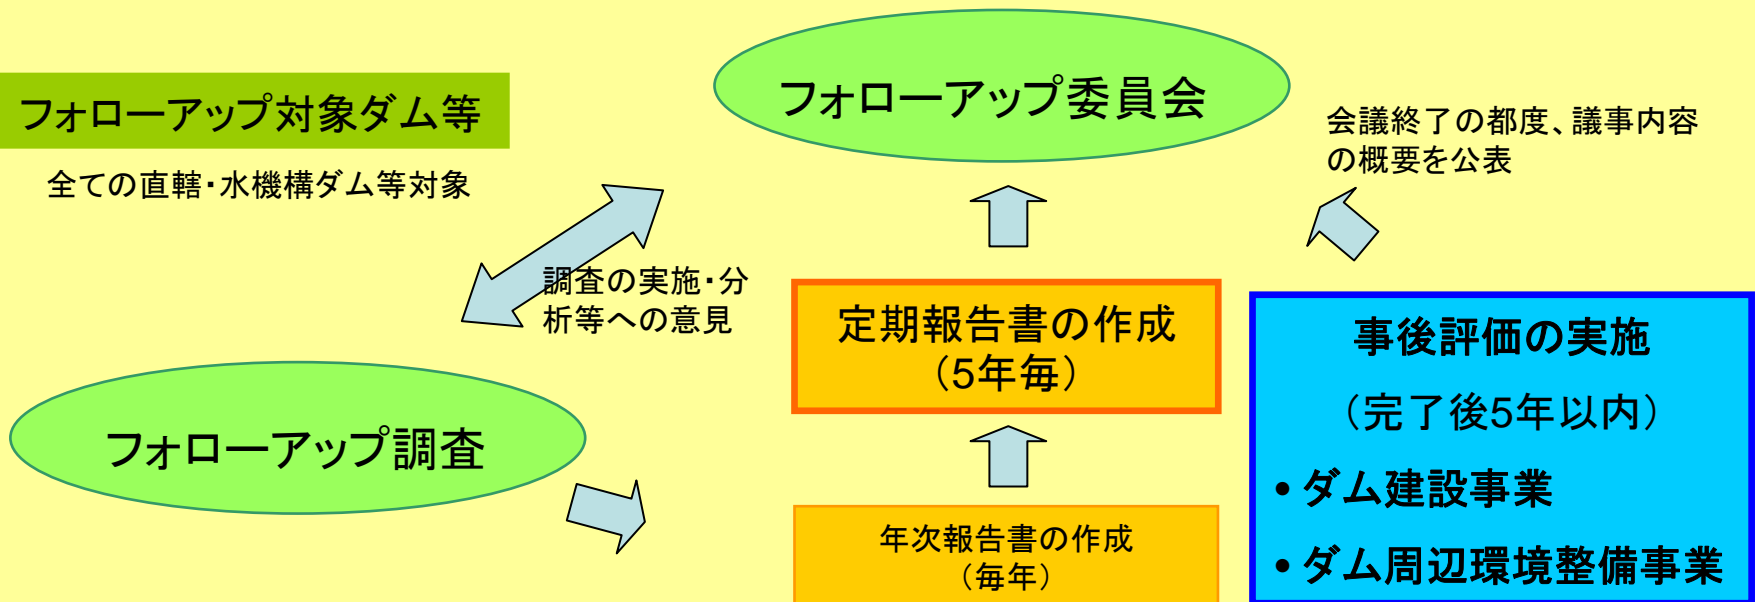 フォローアップ対象ダム等
全ての直轄・水機構ダム等対象
フォローアップ委員会
会議終了の都度、議事内容
の概要を公表
調査の実施・分
析等への意見
フォローアップ調査
定期報告書の作成
（5年毎）
年次報告書の作成
（毎年）
事後評価の実施
（完了後5年以内）
• ダム建設事業
• ダム周辺環境整備事業